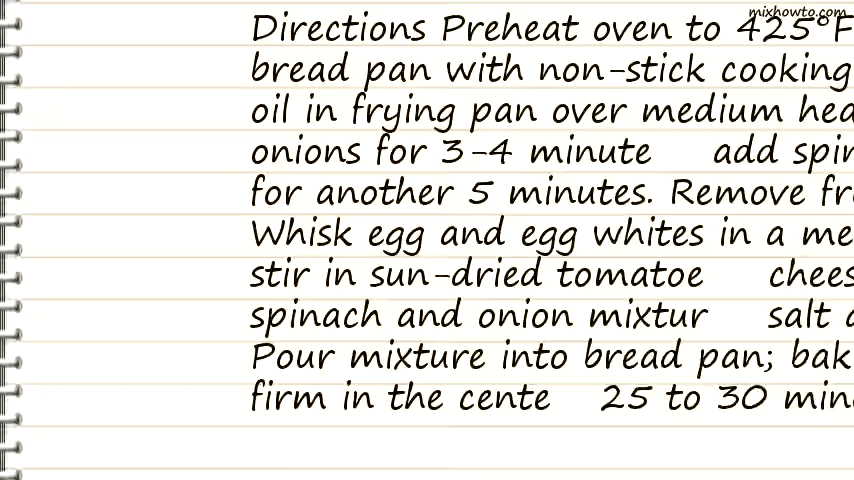 mixhowto.com
Directions Preheat oven to 425°F
bread pan with non-stick cooking
oil in frying pan over medium hea
onions for 3-4 minute add spin
for another 5 minutes. Remove fr
Whisk egg and egg whites in a me
stir in sun-dried tomatoe chees
spinach and onion mixtur salt a
Pour mixture into bread pan; bak
firm in the cente 25 to 30 min